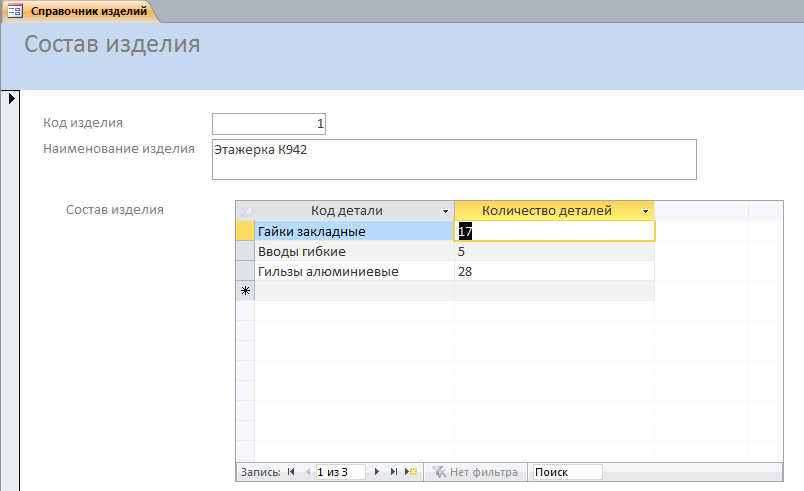 Справочник изделий
Состав изделия
Код изделия 1
Наименование изделия Этажерка К942
Состав изделия
Код детали Количество деталей
Гайки закладные 17
Вводы гибкие 5
Гильзы алюминиевые 28
Запись: 1 из 3 Нет фильтра Поиск